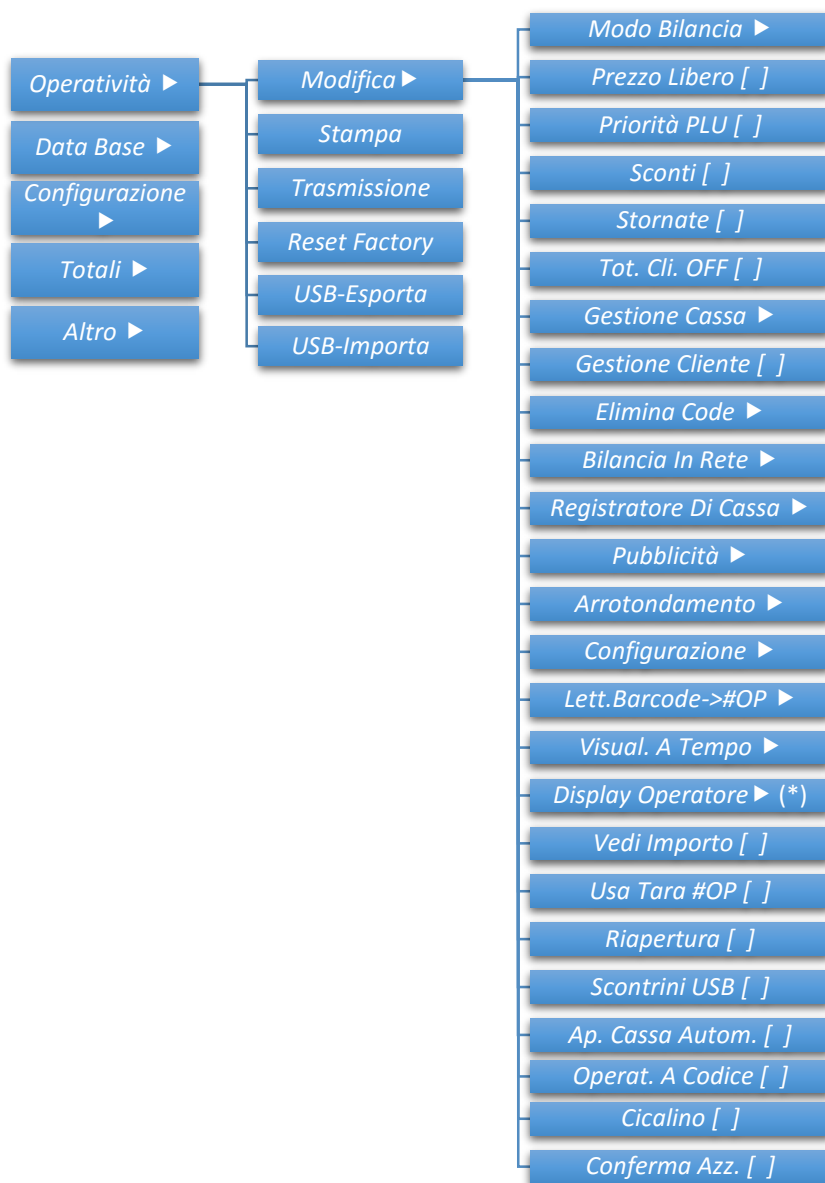 Operatività ▶
Data Base ▶
Configurazione
▶
Totali ▶
Altro ▶
Modifica ▶
Stampa
Trasmissione
Reset Factory
USB-Esporta
USB-Importa
Modo Bilancia ▶
Prezzo Libero [ ]
Priorità PLU [ ]
Sconti [ ]
Stornate [ ]
Tot. Cli. OFF [ ]
Gestione Cassa ▶
Gestione Cliente [ ]
Elimina Code ▶
Bilancia In Rete ▶
Registratore Di Cassa ▶
Pubblicità ▶
Arrotondamento ▶
Configurazione ▶
Lett.Barcode->#OP ▶
Visual. A Tempo ▶
Display Operatore ▶ (*)
Vedi Importo [ ]
Usa Tara #OP [ ]
Riapertura [ ]
Scontrini USB [ ]
Ap. Cassa Autom. [ ]
Operat. A Codice [ ]
Cicalino [ ]
Conferma Azz. [ ]